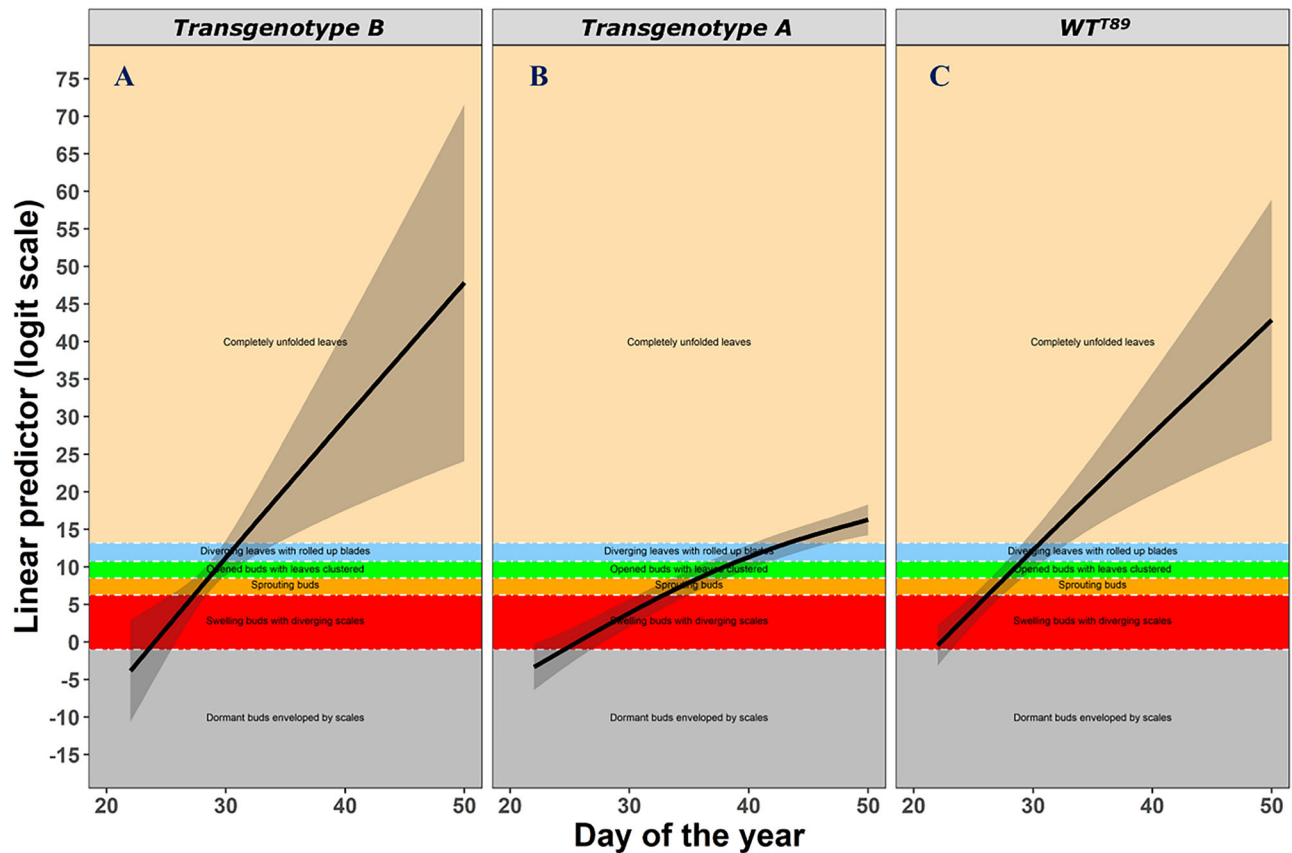 Transgenotype B
Transgenotype A
WT^T89
A
B
C
Linear predictor (logit scale)
75
70
65
60
55
50
45
40
35
30
25
20
15
10
5
0
-5
-10
-15
Completely unfolded leaves
Diverging leaves with rolled up blades
Opened buds with leaves clustered
Sprouting buds
Swelling buds with diverging scales
Dormant buds enveloped by scales
Completely unfolded leaves
Diverging leaves with rolled up blades
Opened buds with leaves clustered
Sprouting buds
Swelling buds with diverging scales
Dormant buds enveloped by scales
Completely unfolded leaves
Diverging leaves with rolled up blades
Opened buds with leaves clustered
Sprouting buds
Swelling buds with diverging scales
Dormant buds enveloped by scales
20 30 40 50
20 30 40 50
20 30 40 50
Day of the year